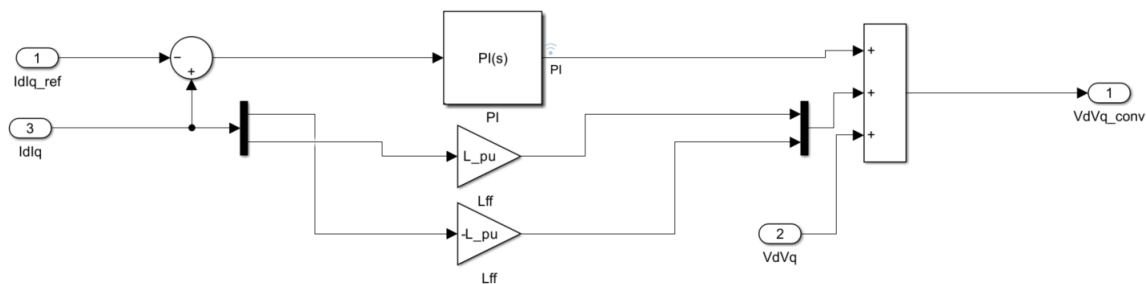 1
IdIq_ref
−
+
PI(s)
PI
PI
3
IdIq
L_pu
Lff
-L_pu
Lff
2
VdVq
+
+
+
1
VdVq_conv